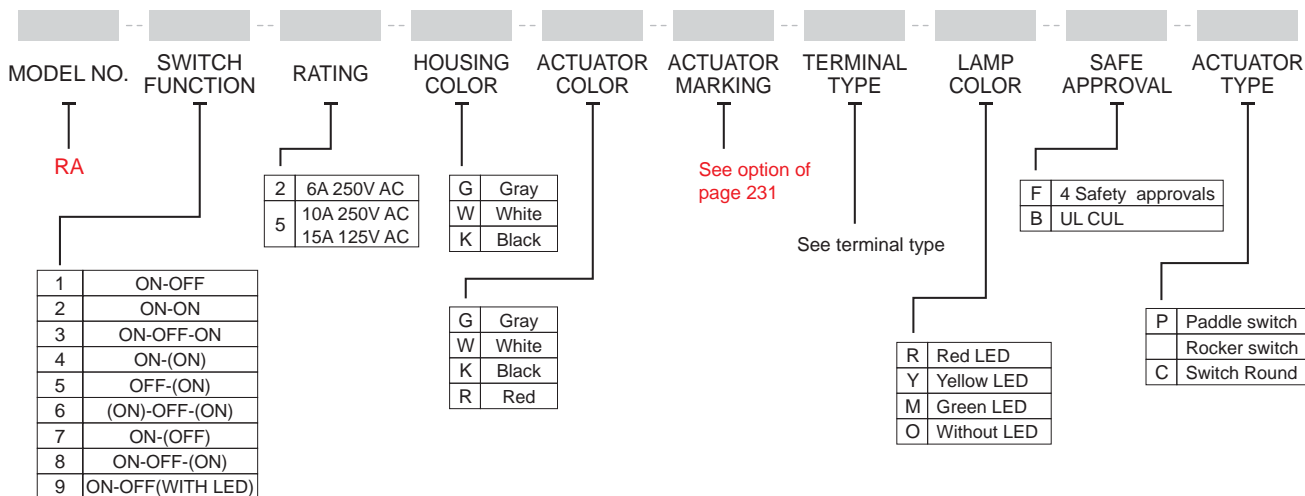 MODEL NO.
SWITCH
FUNCTION
RATING
HOUSING
COLOR
ACTUATOR
COLOR
ACTUATOR
MARKING
TERMINAL
TYPE
LAMP
COLOR
SAFE
APPROVAL
ACTUATOR
TYPE
RA
1 ON-OFF
2 ON-ON
3 ON-OFF-ON
4 ON-(ON)
5 OFF-(ON)
6 (ON)-OFF-(ON)
7 ON-(OFF)
8 ON-OFF-(ON)
9 ON-OFF(WITH LED)
2 6A 250V AC
5 10A 250V AC
15A 125V AC
G Gray
W White
K Black
G Gray
W White
K Black
R Red
See option of
page 231
See terminal type
R Red LED
Y Yellow LED
M Green LED
O Without LED
F 4 Safety approvals
B UL CUL
P Paddle switch
Rocker switch
C Switch Round